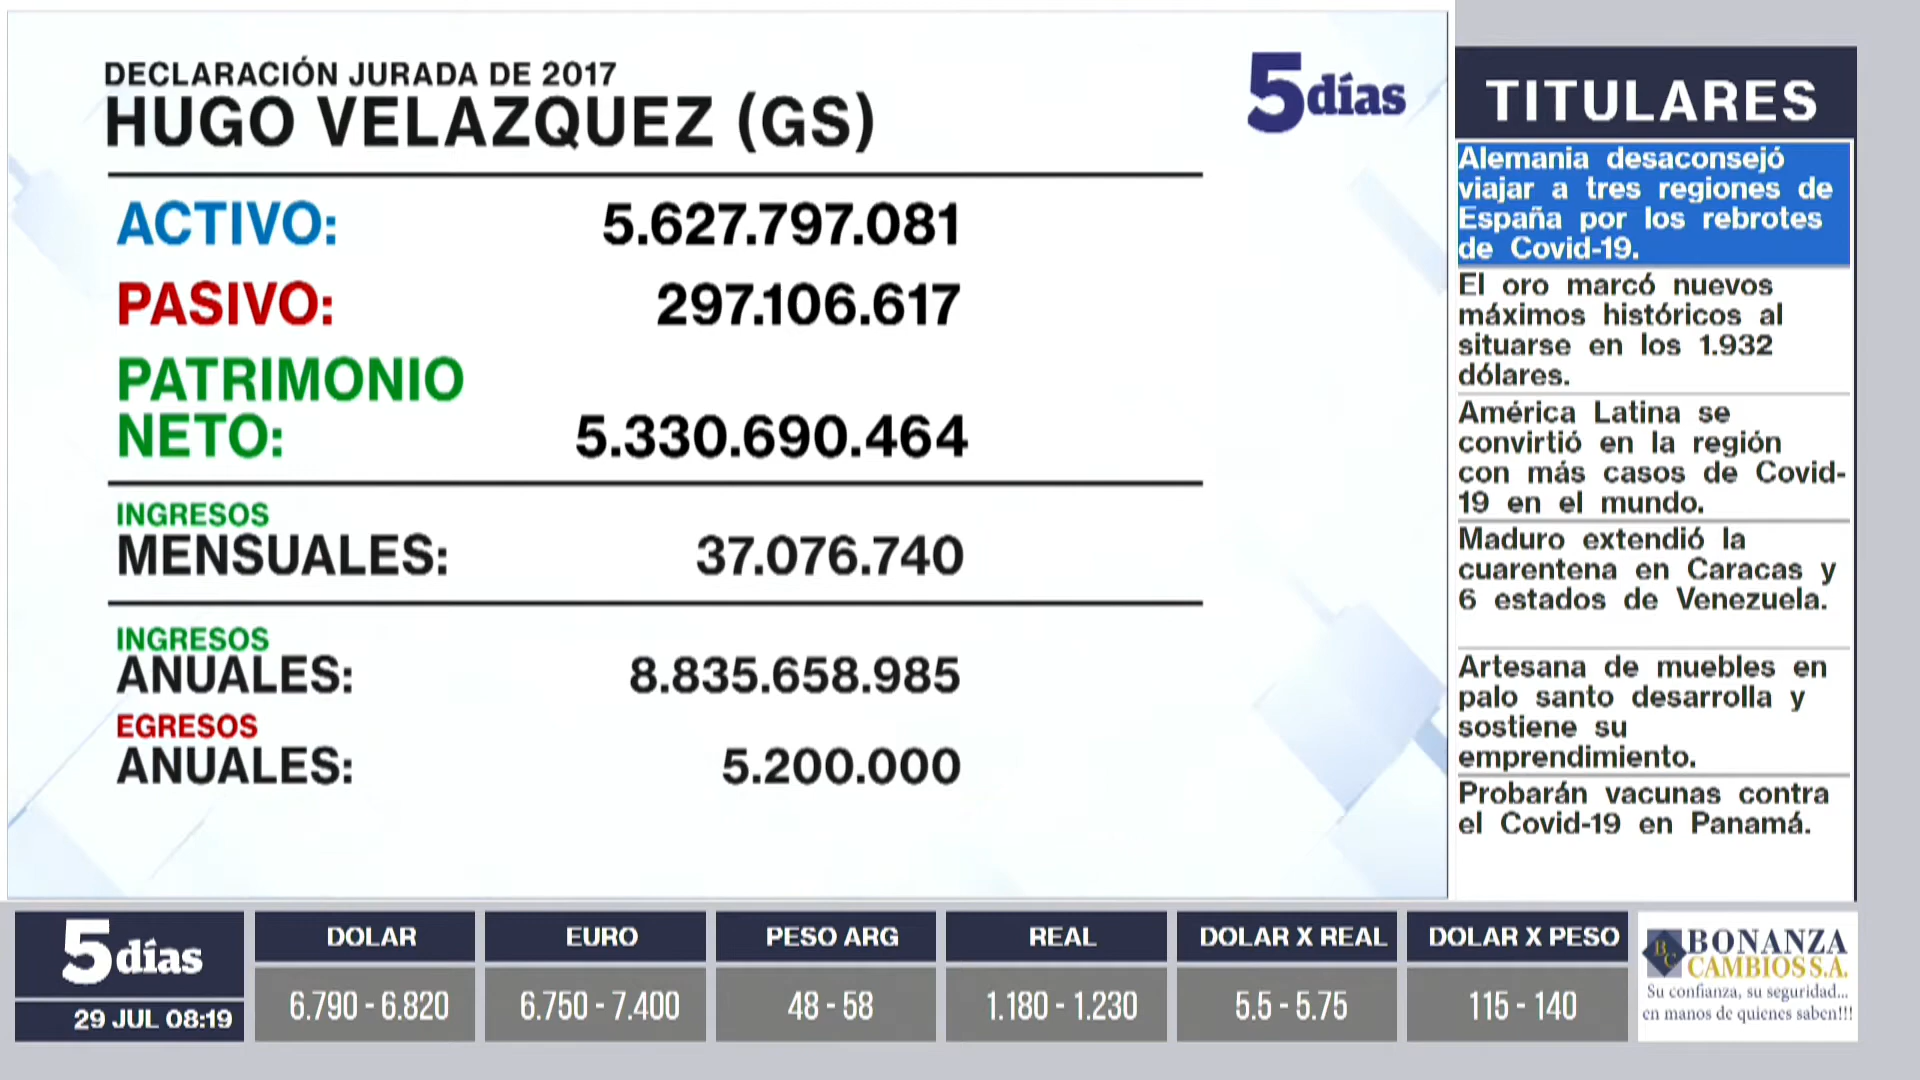 DECLARACIÓN JURADA DE 2017
HUGO VELAZQUEZ (GS)
5días
ACTIVO: 5.627.797.081
PASIVO: 297.106.617
PATRIMONIO
NETO: 5.330.690.464
INGRESOS
MENSUALES: 37.076.740
INGRESOS
ANUALES: 8.835.658.985
EGRESOS
ANUALES: 5.200.000
TITULARES
Alemania desaconsejó
viajar a tres regiones de
España por los rebrotes
de Covid-19.
El oro marcó nuevos
máximos históricos al
situarse en los 1.932
dólares.
América Latina se
convirtió en la región
con más casos de Covid-
19 en el mundo.
Maduro extendió la
cuarentena en Caracas y
6 estados de Venezuela.
Artesana de muebles en
palo santo desarrolla y
sostiene su
emprendimiento.
Probarán vacunas contra
el Covid-19 en Panamá.
5días
29 JUL 08:19
DOLAR
6.790 - 6.820
EURO
6.750 - 7.400
PESO ARG
48 - 58
REAL
1.180 - 1.230
DOLAR X REAL
5.5 - 5.75
DOLAR X PESO
115 - 140
BC
BONANZA
CAMBIOS S.A.
Su confianza, su seguridad...
en manos de quienes saben!!!